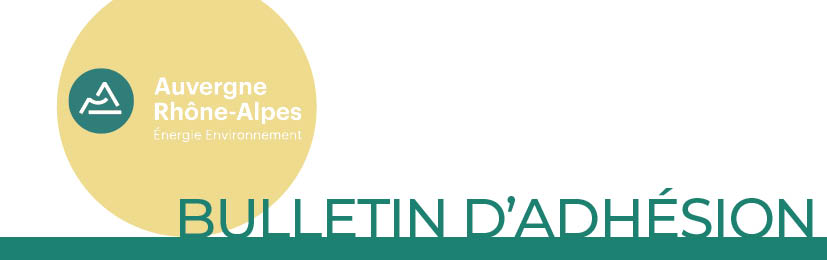 Auvergne
Rhône-Alpes
Énergie Environnement
BULLETIN D’ADHÉSION